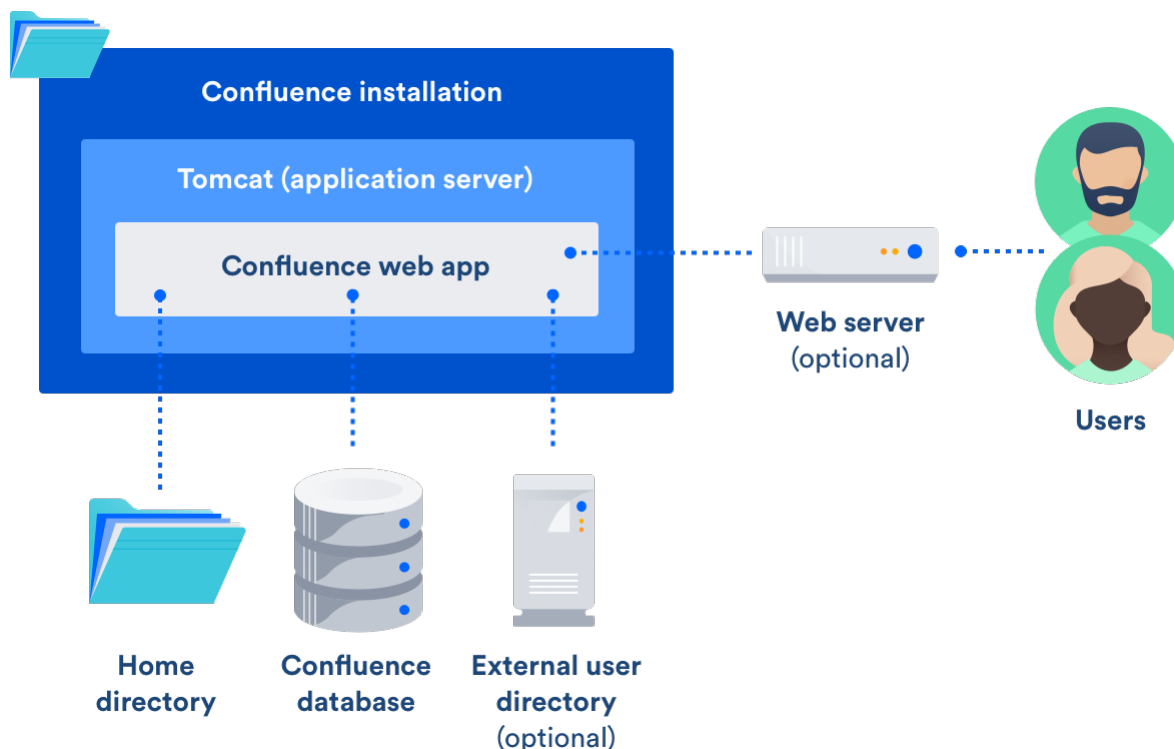 Confluence installation
Tomcat (application server)
Confluence web app
Web server
(optional)
Users
Home
directory
Confluence
database
External user
directory
(optional)